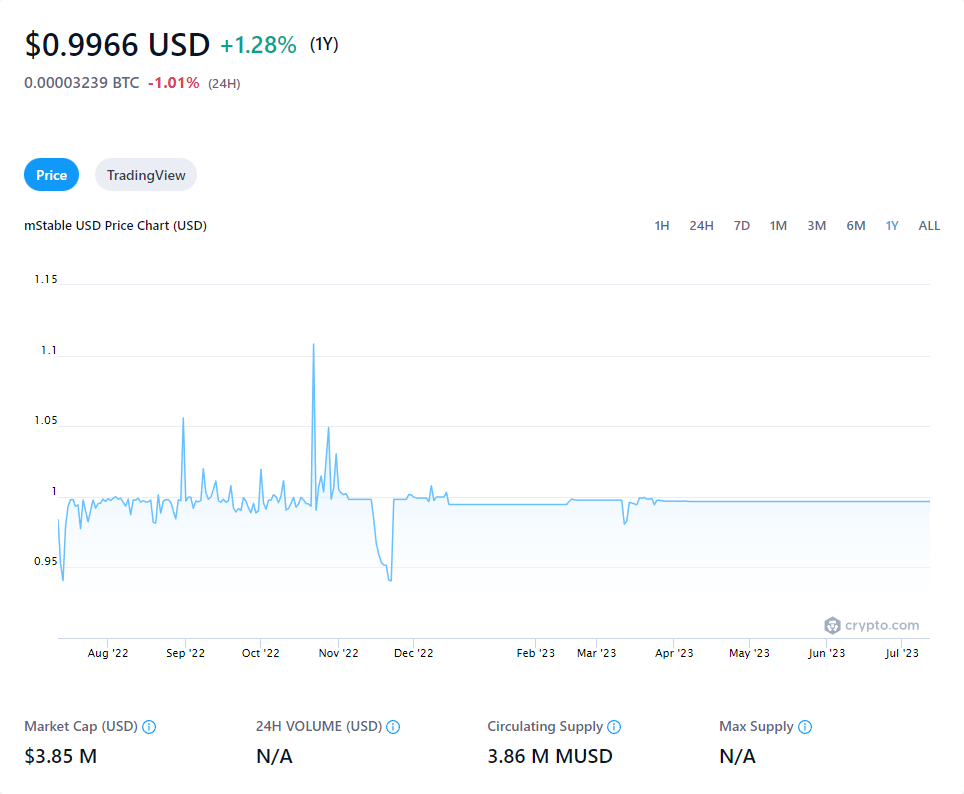 $0.9966 USD +1.28% (1Y)
0.00003239 BTC -1.01% (24H)
Price TradingView
mStable USD Price Chart (USD) 1H 24H 7D 1M 3M 6M 1Y ALL
1.15
1.1
1.05
1
0.95
crypto.com
Aug '22 Sep '22 Oct '22 Nov '22 Dec '22 Feb '23 Mar '23 Apr '23 May '23 Jun '23 Jul '23
Market Cap (USD) 24H VOLUME (USD) Circulating Supply Max Supply
$3.85 M N/A 3.86 M MUSD N/A